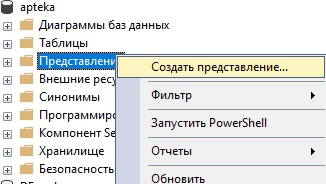 apteka
Диаграммы баз данных
Таблицы
Представлени
Создать представление...
Внешние ресу
Фильтр
Синонимы
Программиро
Запустить PowerShell
Компонент Se
Хранилище
Отчеты
Безопасность
Обновить